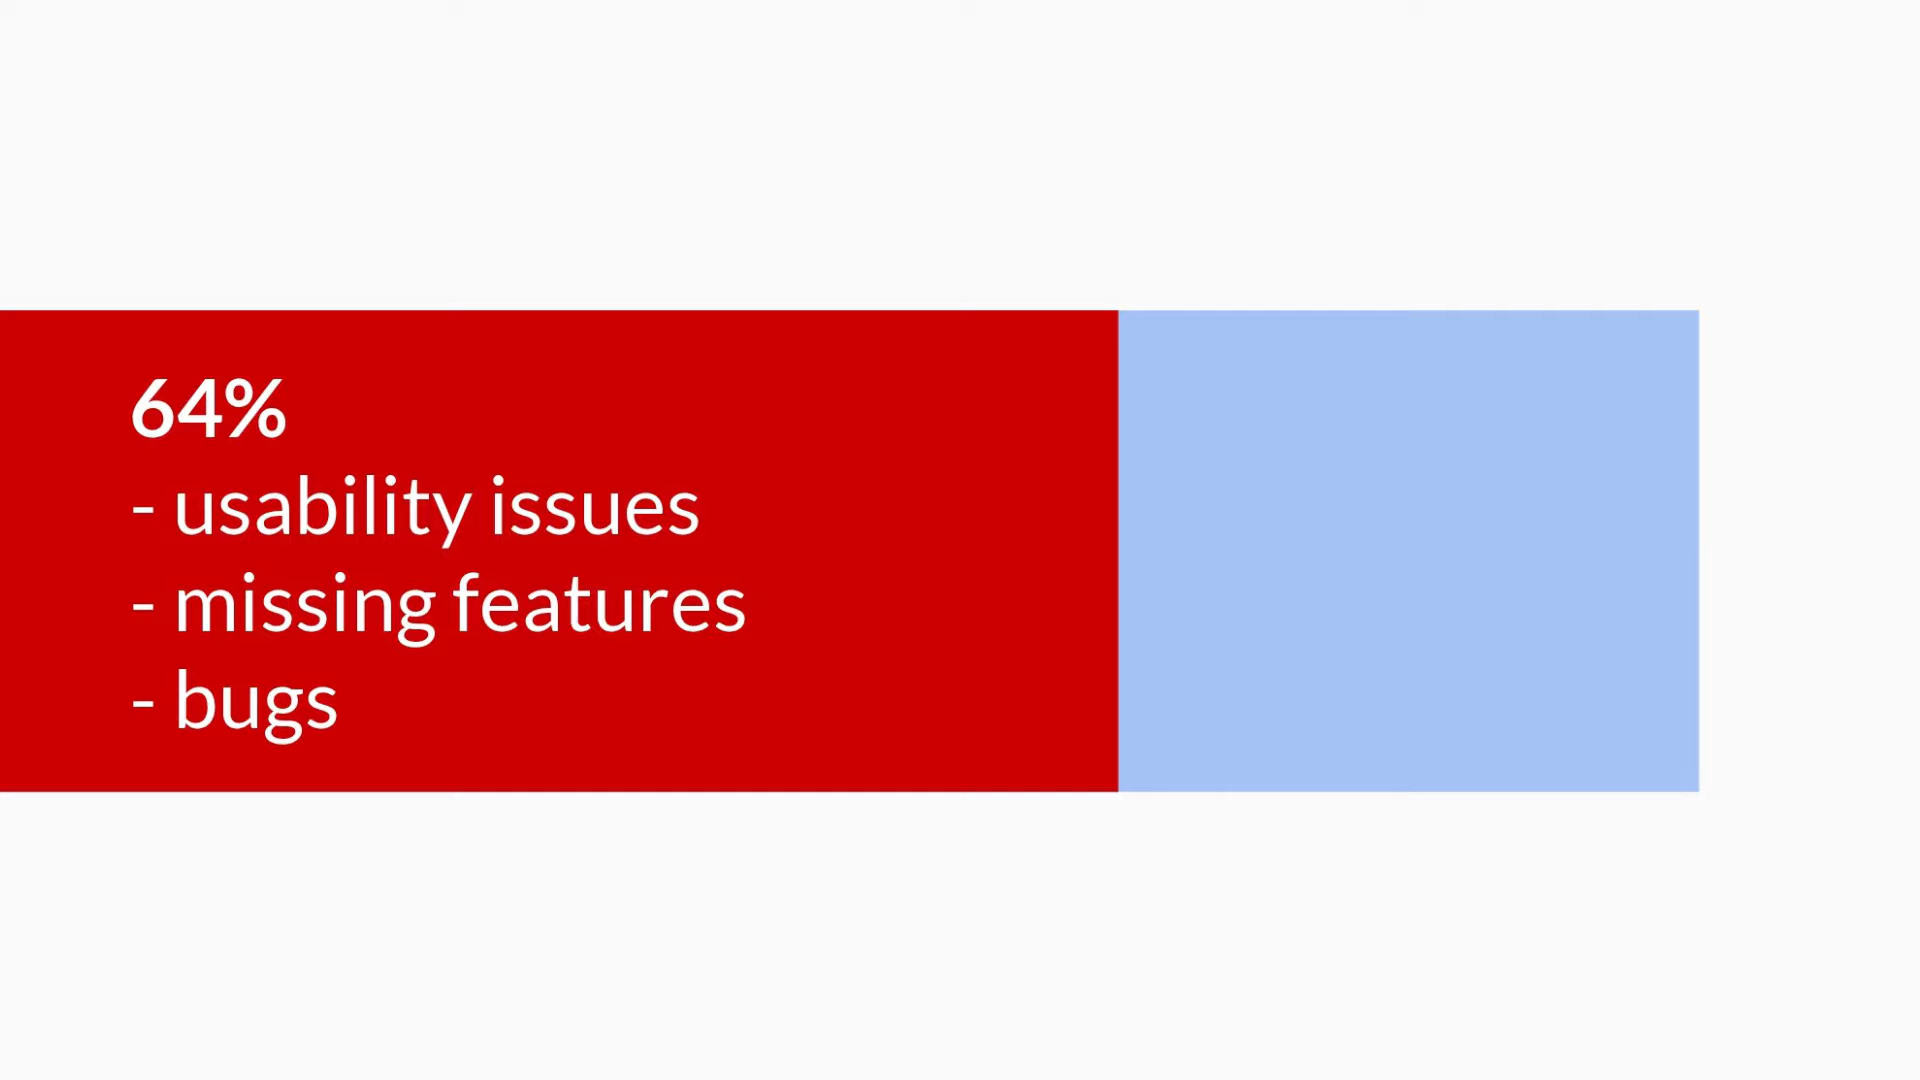 64%
- usability issues
- missing features
- bugs